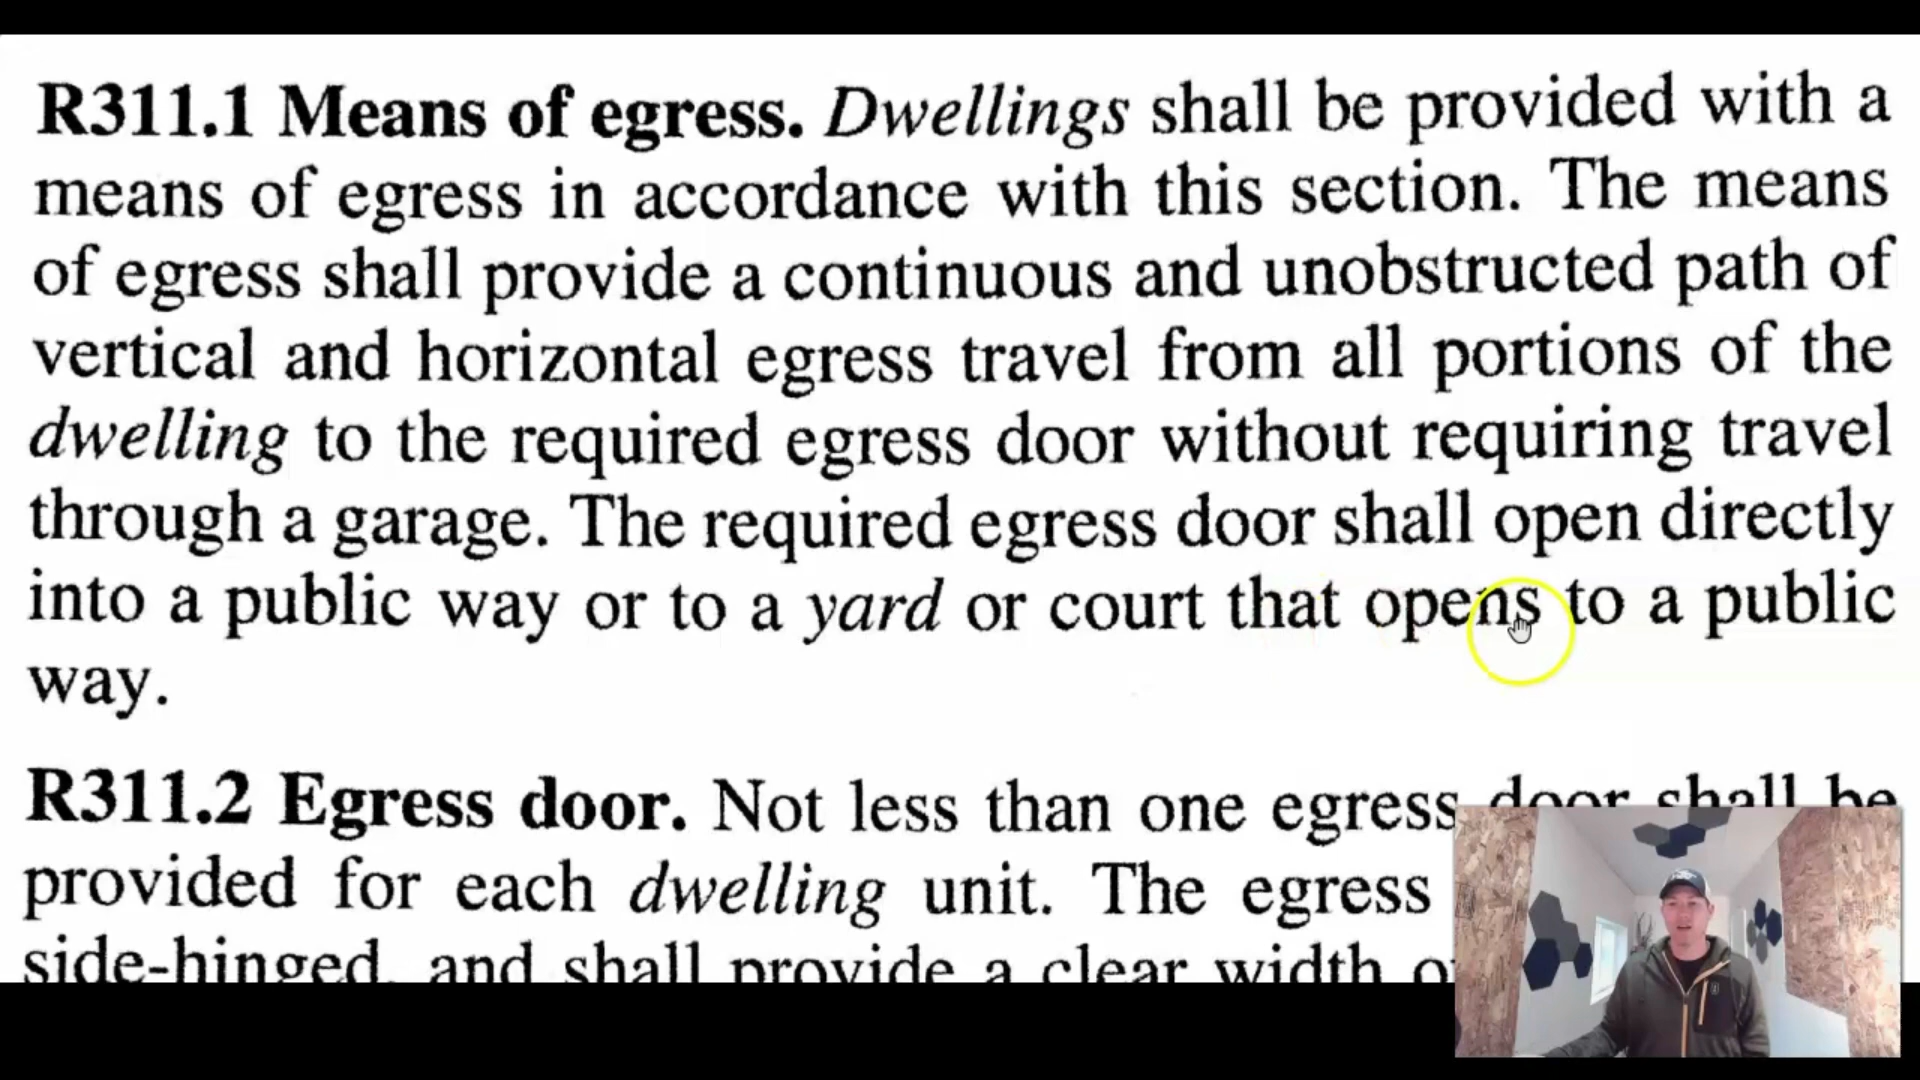 R311.1 Means of egress. Dwellings shall be provided with a
means of egress in accordance with this section. The means
of egress shall provide a continuous and unobstructed path of
vertical and horizontal egress travel from all portions of the
dwelling to the required egress door without requiring travel
through a garage. The required egress door shall open directly
into a public way or to a yard or court that opens to a public
way.
R311.2 Egress door. Not less than one egress door shall be
provided for each dwelling unit. The egress
side-hinged, and shall provide a clear width